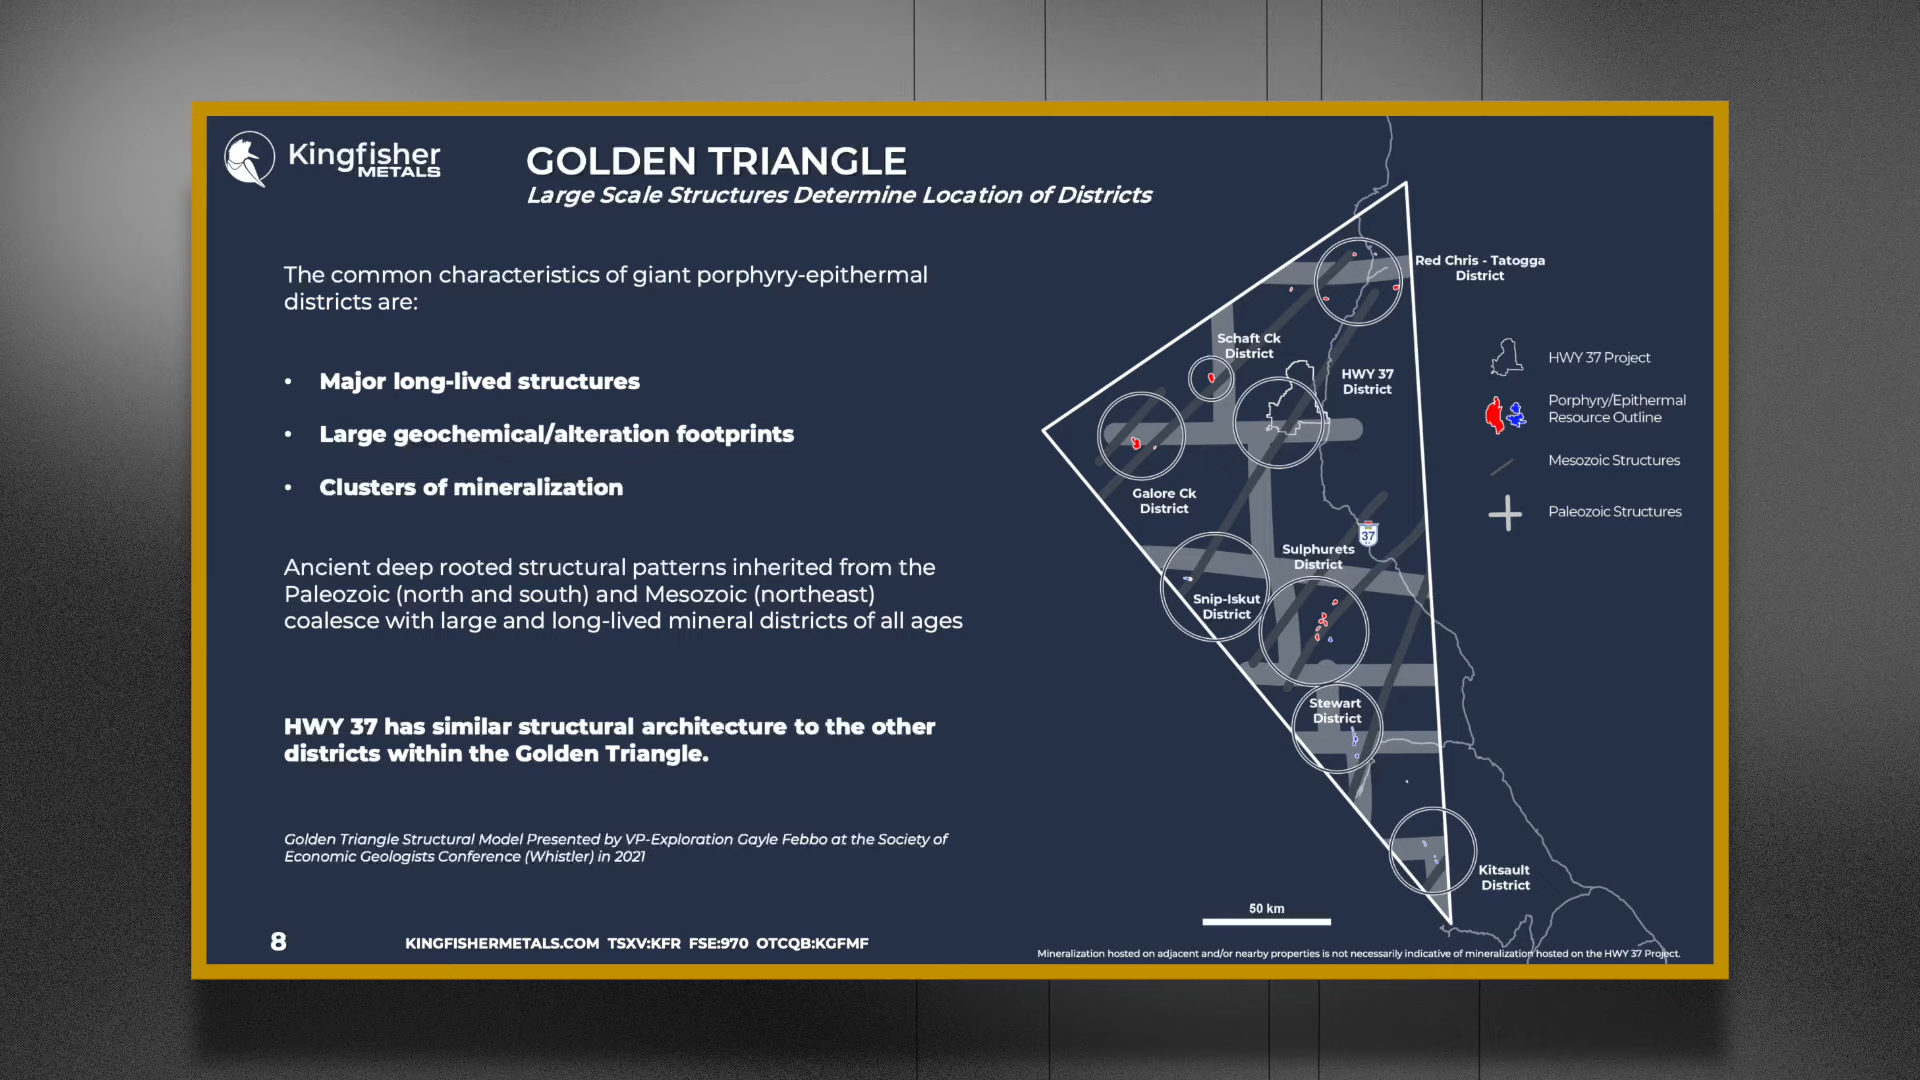 Kingfisher
METALS
GOLDEN TRIANGLE
Large Scale Structures Determine Location of Districts
The common characteristics of giant porphyry-epithermal
districts are:
• Major long-lived structures
• Large geochemical/alteration footprints
• Clusters of mineralization
Ancient deep rooted structural patterns inherited from the
Paleozoic (north and south) and Mesozoic (northeast)
coalesce with large and long-lived mineral districts of all ages
HWY 37 has similar structural architecture to the other
districts within the Golden Triangle.
Golden Triangle Structural Model Presented by VP-Exploration Gayle Febbo at the Society of
Economic Geologists Conference (Whistler) in 2021
8
KINGFISHERMETALS.COM TSXV:KFR FSE:970 OTCQB:KGFMF
Red Chris - Tatogga
District
Schaft Ck
District
HWY 37
District
Galore Ck
District
37
Sulphurets
District
Snip-Iskut
District
Stewart
District
Kitsault
District
50 km
HWY 37 Project
Porphyry/Epithermal
Resource Outline
Mesozoic Structures
Paleozoic Structures
Mineralization hosted on adjacent and/or nearby properties is not necessarily indicative of mineralization hosted on the HWY 37 Project.